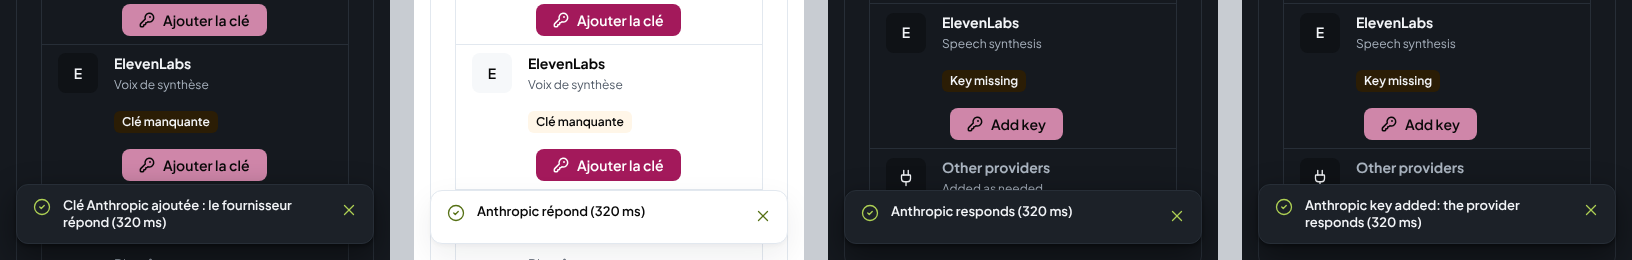 Ajouter la clé
E
ElevenLabs
Voix de synthèse
Clé manquante
Ajouter la clé
Clé Anthropic ajoutée : le fournisseur
répond (320 ms)
Ajouter la clé
E
ElevenLabs
Voix de synthèse
Clé manquante
Ajouter la clé
Anthropic répond (320 ms)
E
ElevenLabs
Speech synthesis
Key missing
Add key
Other providers
Added as needed
Anthropic responds (320 ms)
E
ElevenLabs
Speech synthesis
Key missing
Add key
Other providers
Anthropic key added: the provider
responds (320 ms)